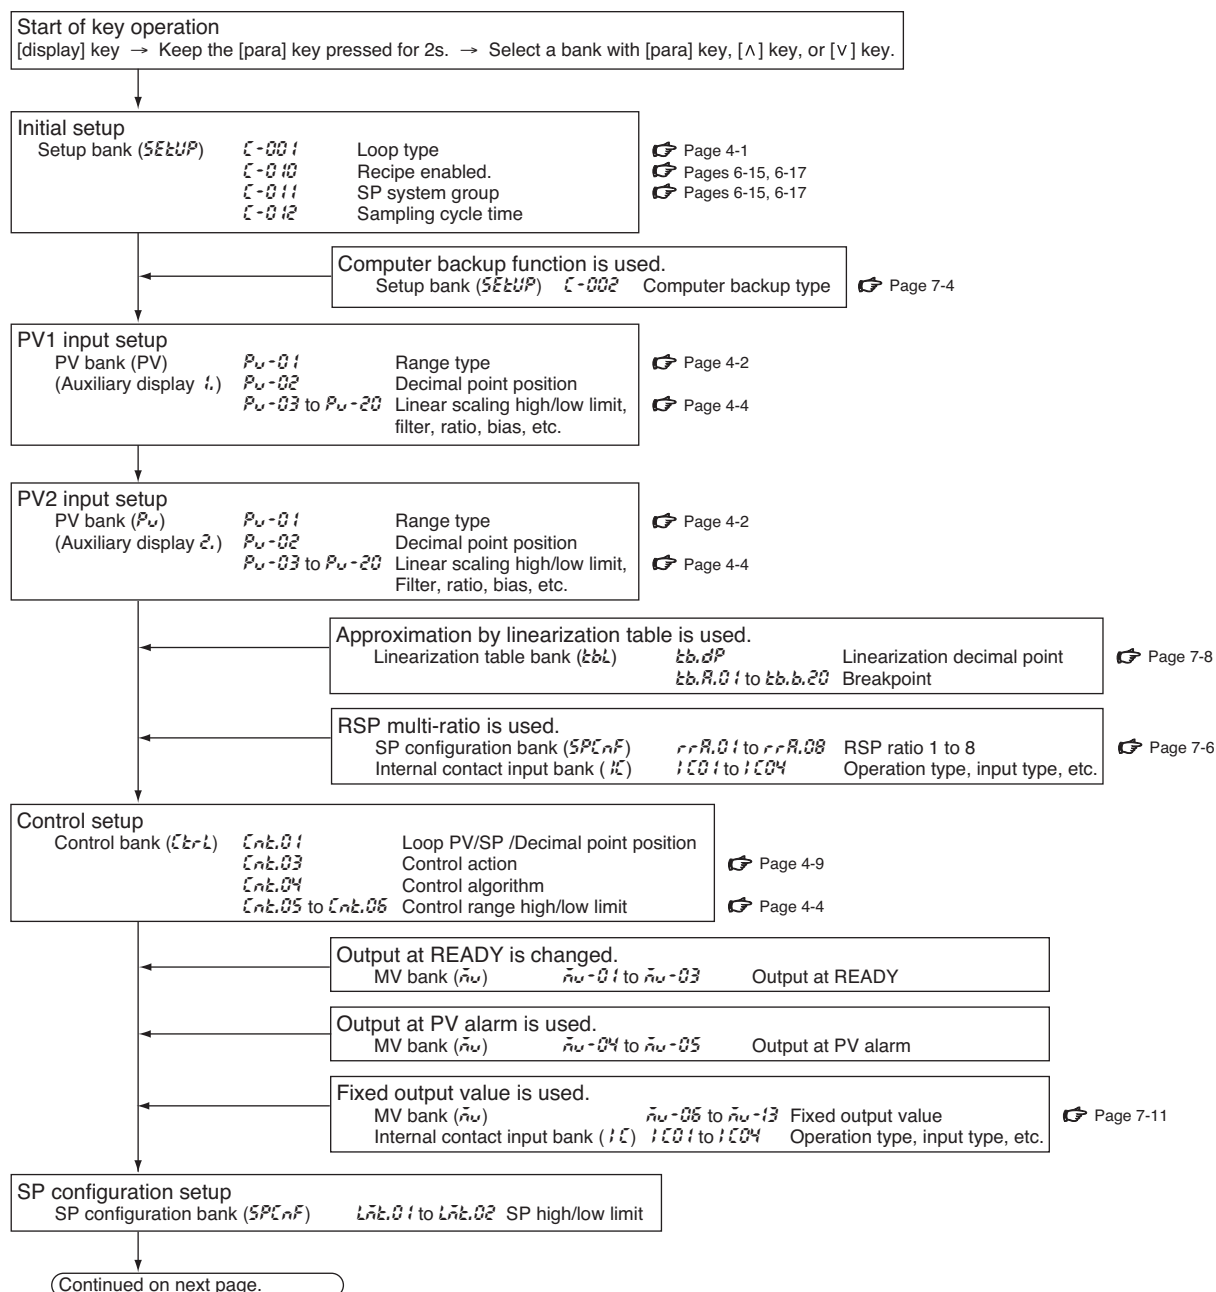 Start of key operation
[display] key → Keep the [para] key pressed for 2s. → Select a bank with [para] key, [∧] key, or [∨] key.
Initial setup
Setup bank (SEtUP) C-001 Loop type Page 4-1
C-010 Recipe enabled. Pages 6-15, 6-17
C-011 SP system group Pages 6-15, 6-17
C-012 Sampling cycle time
Computer backup function is used.
Setup bank (SEtUP) C-002 Computer backup type Page 7-4
PV1 input setup
PV bank (PV) Pv-01 Range type Page 4-2
(Auxiliary display 1.) Pv-02 Decimal point position
Pv-03 to Pv-20 Linear scaling high/low limit, Page 4-4
filter, ratio, bias, etc.
PV2 input setup
PV bank (Pv) Pv-01 Range type Page 4-2
(Auxiliary display 2.) Pv-02 Decimal point position
Pv-03 to Pv-20 Linear scaling high/low limit, Page 4-4
Filter, ratio, bias, etc.
Approximation by linearization table is used.
Linearization table bank (tbL) tb.dP Linearization decimal point Page 7-8
tb.A.01 to tb.b.20 Breakpoint
RSP multi-ratio is used.
SP configuration bank (SPCnF) rrA.01 to rrA.08 RSP ratio 1 to 8 Page 7-6
Internal contact input bank (IC) IC01 to IC04 Operation type, input type, etc.
Control setup
Control bank (CtrL) Cnt.01 Loop PV/SP /Decimal point position
Cnt.03 Control action Page 4-9
Cnt.04 Control algorithm
Cnt.05 to Cnt.06 Control range high/low limit Page 4-4
Output at READY is changed.
MV bank (mv) mv-01 to mv-03 Output at READY
Output at PV alarm is used.
MV bank (mv) mv-04 to mv-05 Output at PV alarm
Fixed output value is used.
MV bank (mv) mv-06 to mv-13 Fixed output value Page 7-11
Internal contact input bank (IC) IC01 to IC04 Operation type, input type, etc.
SP configuration setup
SP configuration bank (SPCnF) Lmt.01 to Lmt.02 SP high/low limit
Continued on next page.